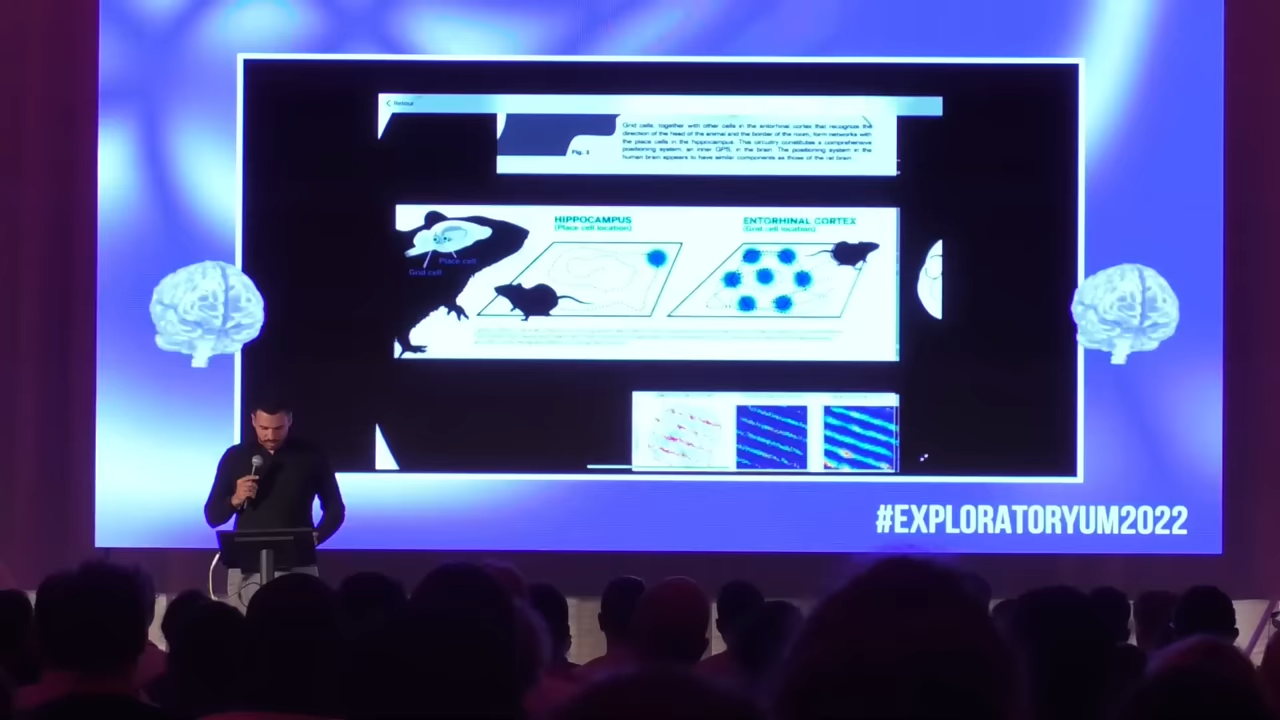 Retour
Grid cells, together with other cells in the entorhinal cortex that recognize the
direction of the head of the animal and the border of the room, form networks with
the place cells in the hippocampus. This circuitry constitutes a comprehensive
positioning system, an inner GPS, in the brain. The positioning system in the
human brain appears to have similar components as those of the rat brain.
Fig. 3
HIPPOCAMPUS
(Place cell location)
ENTORHINAL CORTEX
(Grid cell location)
Place cell
Grid cell
#EXPLORATORYUM2022